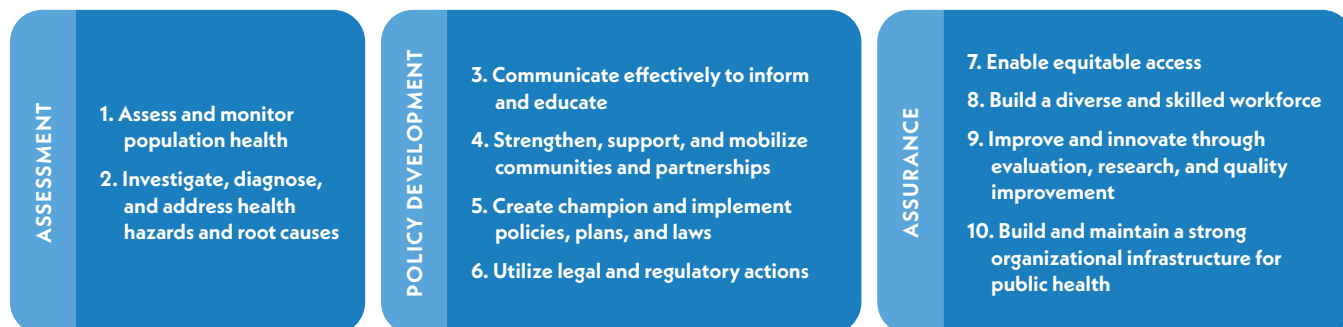 ASSESSMENT
1. Assess and monitor
population health
2. Investigate, diagnose,
and address health
hazards and root causes
POLICY DEVELOPMENT
3. Communicate effectively to inform
and educate
4. Strengthen, support, and mobilize
communities and partnerships
5. Create champion and implement
policies, plans, and laws
6. Utilize legal and regulatory actions
ASSURANCE
7. Enable equitable access
8. Build a diverse and skilled workforce
9. Improve and innovate through
evaluation, research, and quality
improvement
10. Build and maintain a strong
organizational infrastructure for
public health